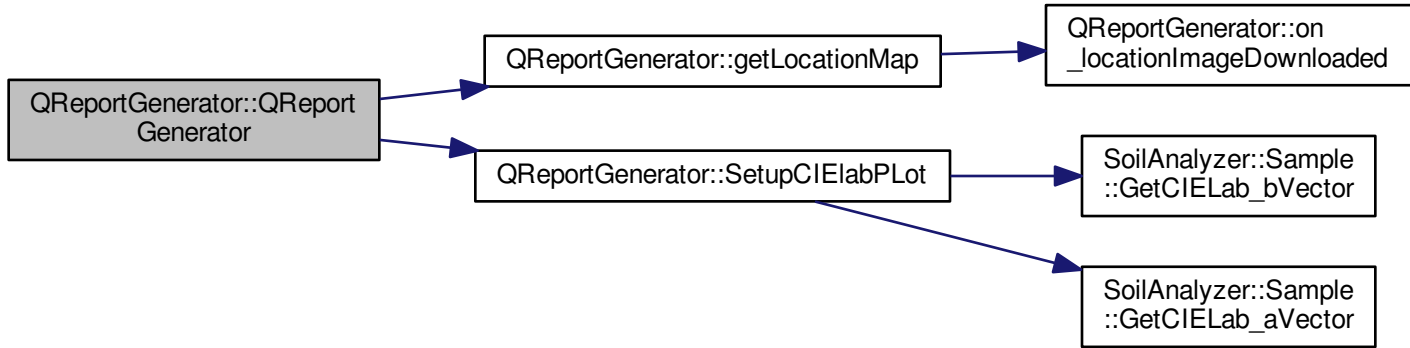 QReportGenerator::QReport
Generator
QReportGenerator::getLocationMap
QReportGenerator::on
_locationImageDownloaded
QReportGenerator::SetupCIElabPLot
SoilAnalyzer::Sample
::GetCIELab_bVector
SoilAnalyzer::Sample
::GetCIELab_aVector